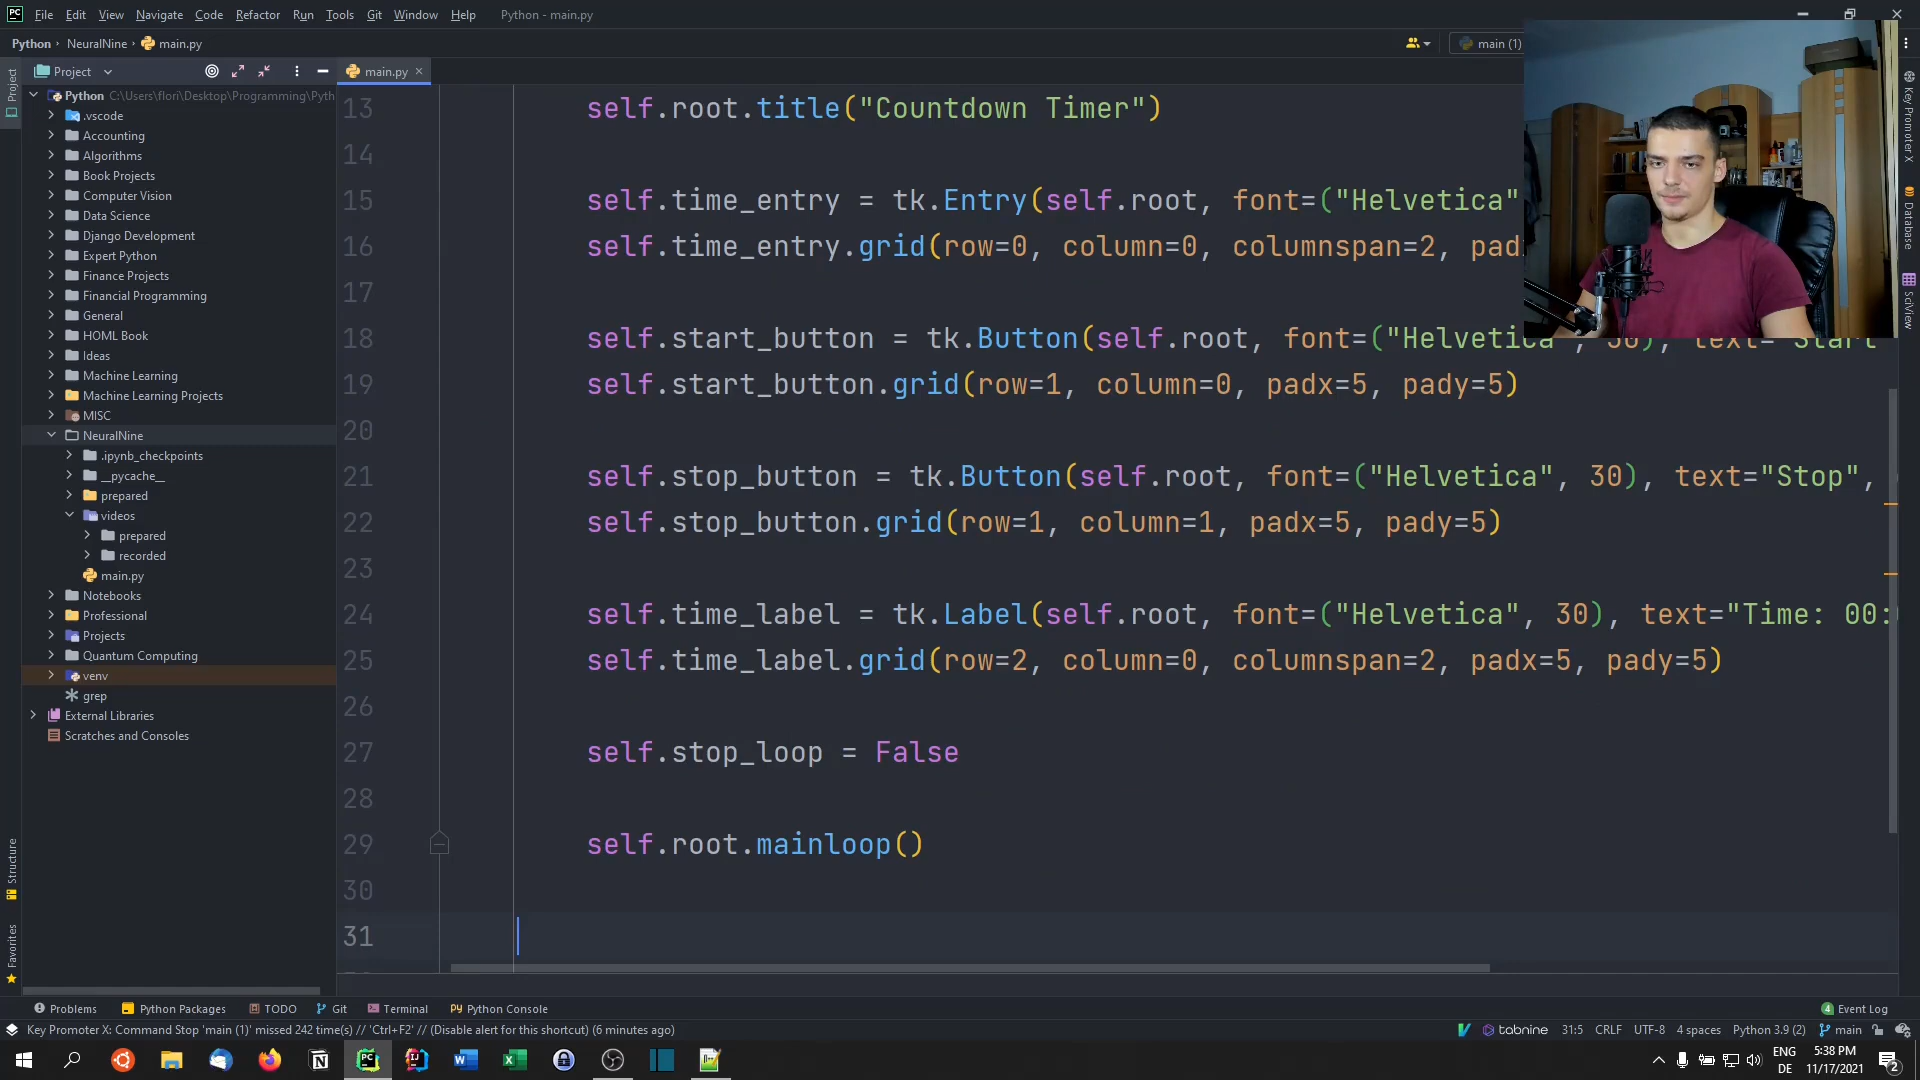 File Edit View Navigate Code Refactor Run Tools Git Window Help Python - main.py
Python › NeuralNine › main.py
main (1)
Project
main.py
Python C:\Users\flori\Desktop\Programming\Pyth
.vscode
Accounting
Algorithms
Book Projects
Computer Vision
Data Science
Django Development
Expert Python
Finance Projects
Financial Programming
General
HOML Book
Ideas
Machine Learning
Machine Learning Projects
MISC
NeuralNine
.ipynb_checkpoints
__pycache__
prepared
videos
prepared
recorded
main.py
Notebooks
Professional
Projects
Quantum Computing
venv
grep
External Libraries
Scratches and Consoles
Project
Structure
Favorites
13 self.root.title("Countdown Timer")
14
15 self.time_entry = tk.Entry(self.root, font=("Helvetica"
16 self.time_entry.grid(row=0, column=0, columnspan=2, pad
17
18 self.start_button = tk.Button(self.root, font=("Helvetica", 30), text="Start
19 self.start_button.grid(row=1, column=0, padx=5, pady=5)
20
21 self.stop_button = tk.Button(self.root, font=("Helvetica", 30), text="Stop",
22 self.stop_button.grid(row=1, column=1, padx=5, pady=5)
23
24 self.time_label = tk.Label(self.root, font=("Helvetica", 30), text="Time: 00:
25 self.time_label.grid(row=2, column=0, columnspan=2, padx=5, pady=5)
26
27 self.stop_loop = False
28
29 self.root.mainloop()
30
31
Key Promoter X
Database
SciView
Problems Python Packages TODO Git Terminal Python Console
4 Event Log
Key Promoter X: Command Stop 'main (1)' missed 242 time(s) // 'Ctrl+F2' // (Disable alert for this shortcut) (6 minutes ago)
tabnine 31:5 CRLF UTF-8 4 spaces Python 3.9 (2) main
ENG
DE
5:38 PM
11/17/2021
2